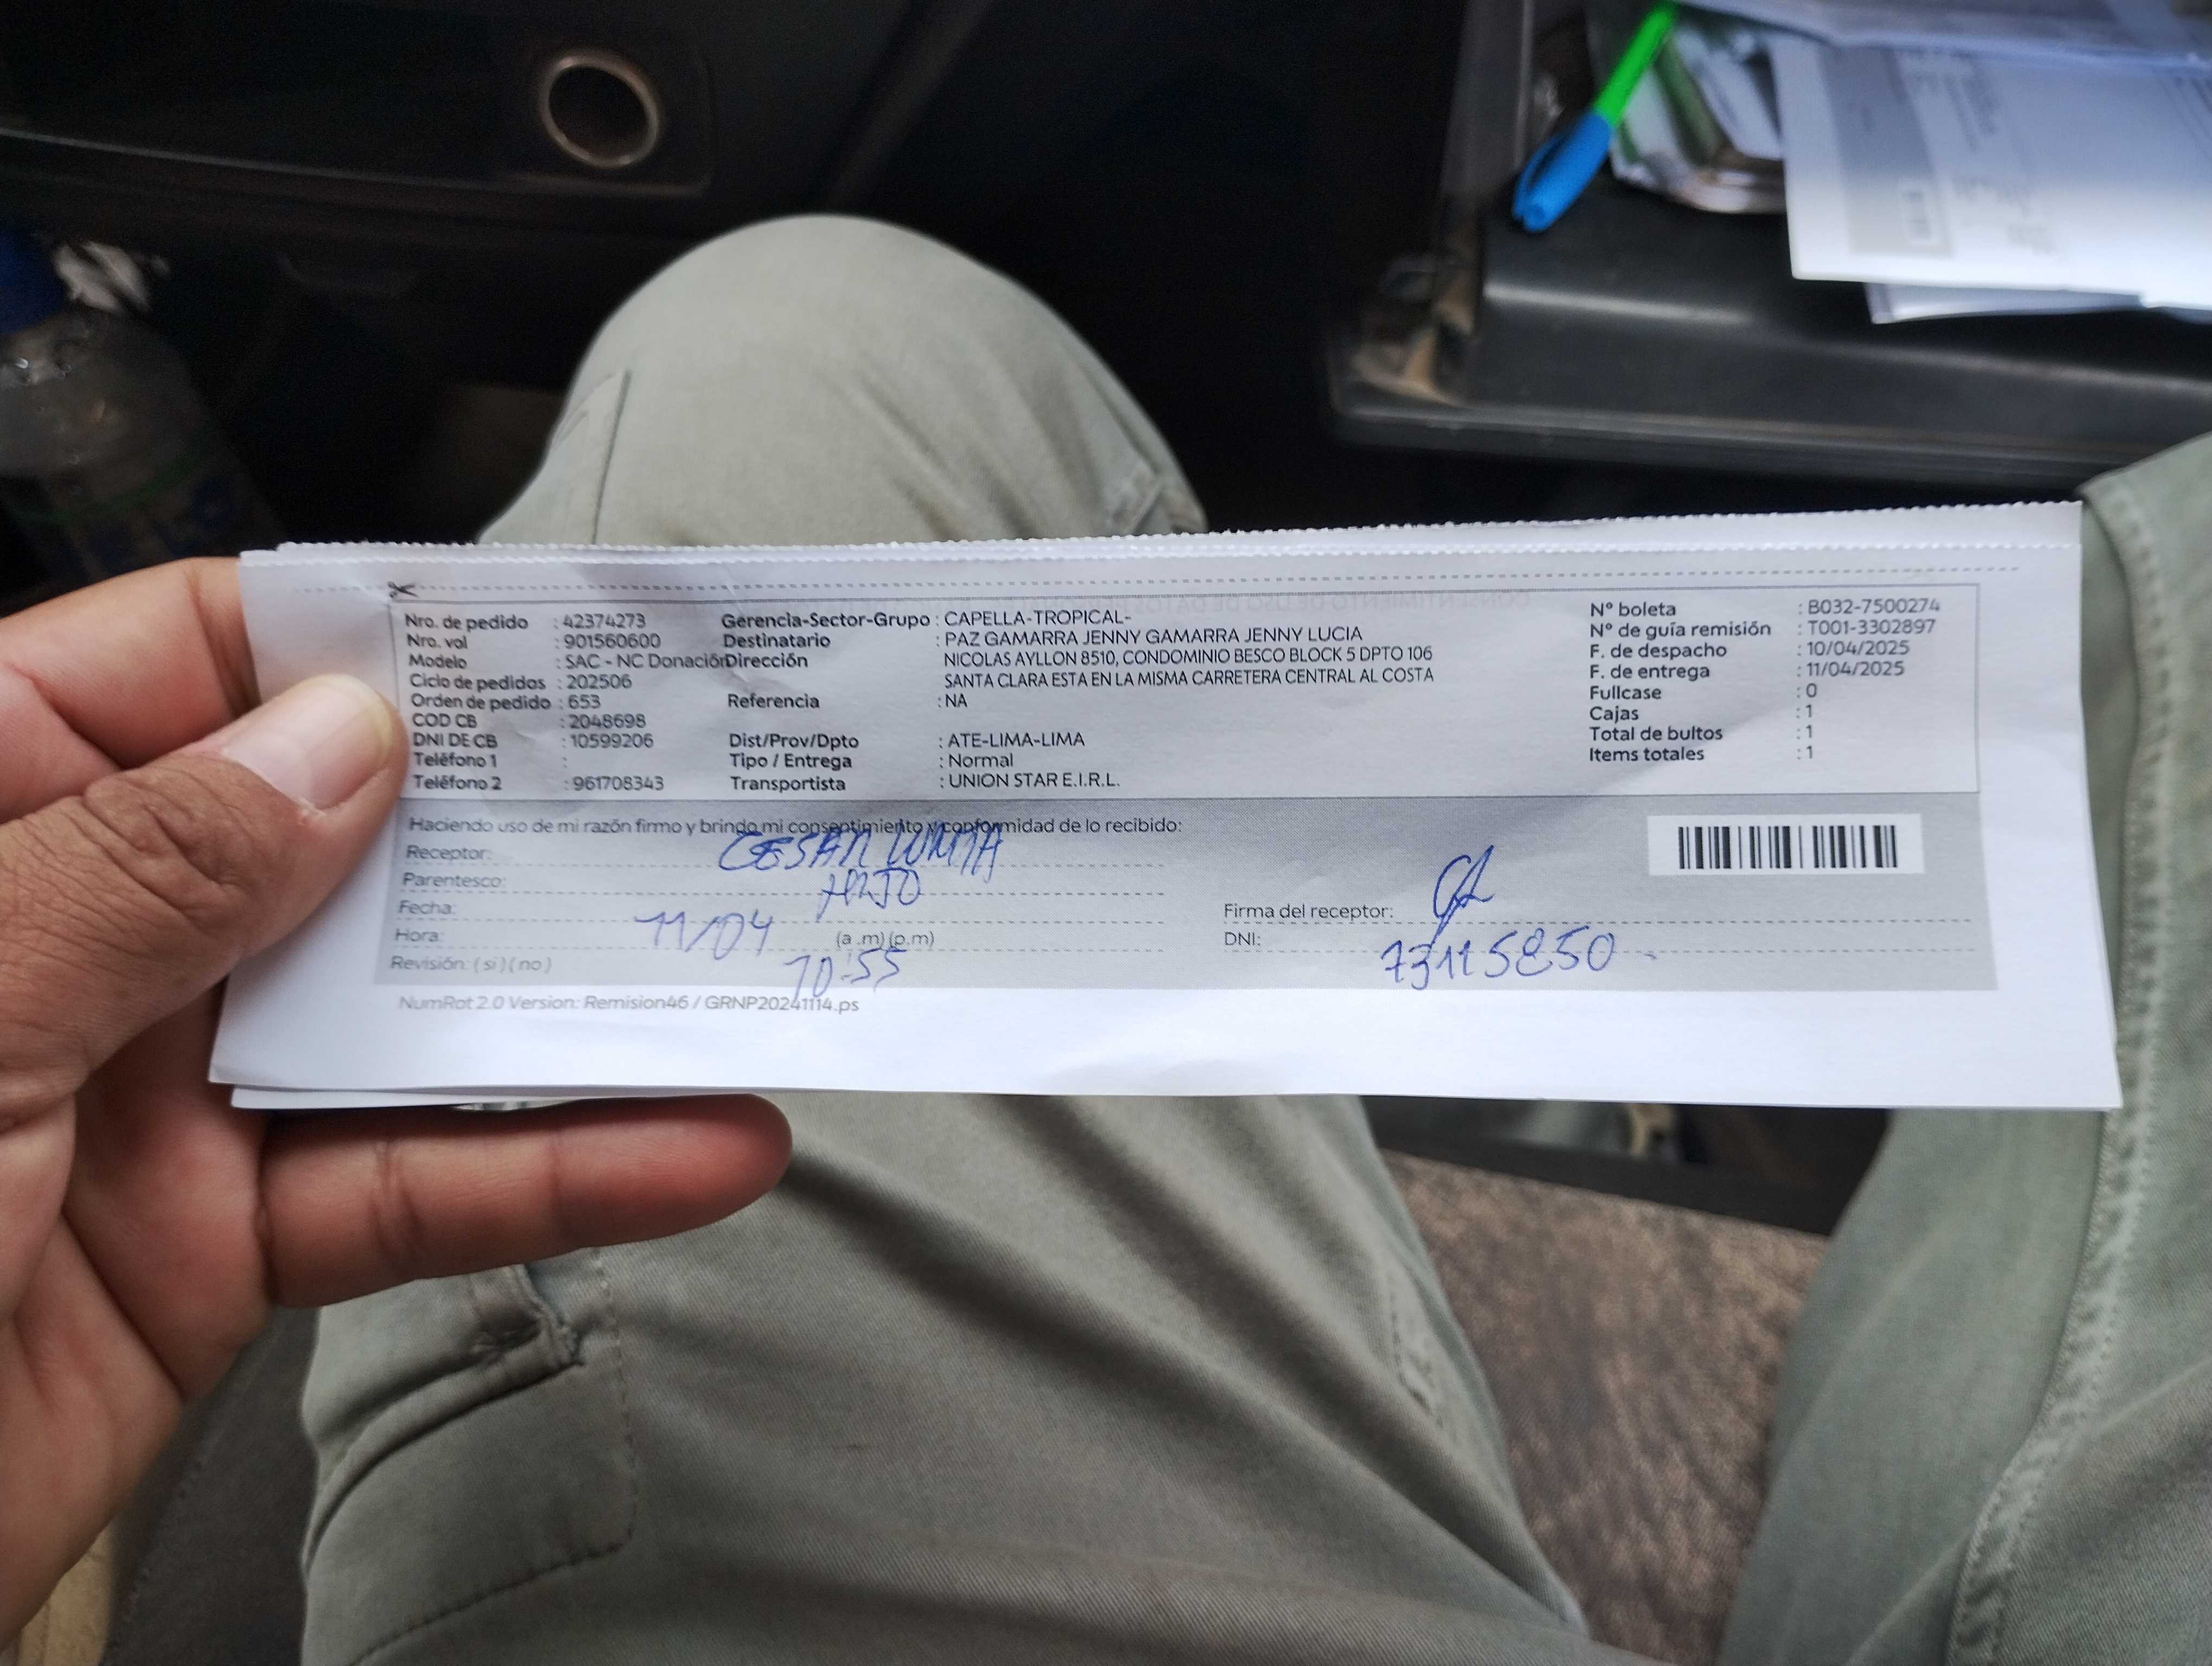 Nro. de pedido : 42374273
Nro. vol : 901560600
Modelo : SAC - NC Donación
Ciclo de pedidos : 202506
Orden de pedido : 653
COD CB : 2048698
DNI DE CB : 10599206
Teléfono 1 :
Teléfono 2 : 961708343
Gerencia-Sector-Grupo : CAPELLA-TROPICAL-
Destinatario : PAZ GAMARRA JENNY GAMARRA JENNY LUCIA
Dirección NICOLAS AYLLON 8510, CONDOMINIO BESCO BLOCK 5 DPTO 106
SANTA CLARA ESTA EN LA MISMA CARRETERA CENTRAL AL COSTA
Referencia : NA
Dist/Prov/Dpto : ATE-LIMA-LIMA
Tipo / Entrega : Normal
Transportista : UNION STAR E.I.R.L.
Nº boleta : B032-7500274
Nº de guía remisión : T001-3302897
F. de despacho : 10/04/2025
F. de entrega : 11/04/2025
Fullcase : 0
Cajas : 1
Total de bultos : 1
Items totales : 1
Haciendo uso de mi razón firmo y brindo mi consentimiento y conformidad de lo recibido:
Receptor: CESAR
Parentesco: HIJO
Fecha: 11/04
Hora: (a .m) (p.m)
10:55
Revisión: ( si ) ( no )
Firma del receptor:
DNI: 73115850
NumRot 2.0 Version: Remision46 / GRNP20241114.ps